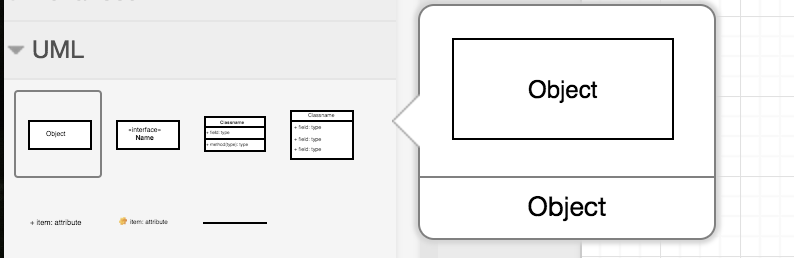 UML
Object
«interface»
Name
Classname
+ field: type
+ method(type): type
Classname
+ field: type
+ field: type
+ field: type
+ item: attribute
item: attribute
Object
Object